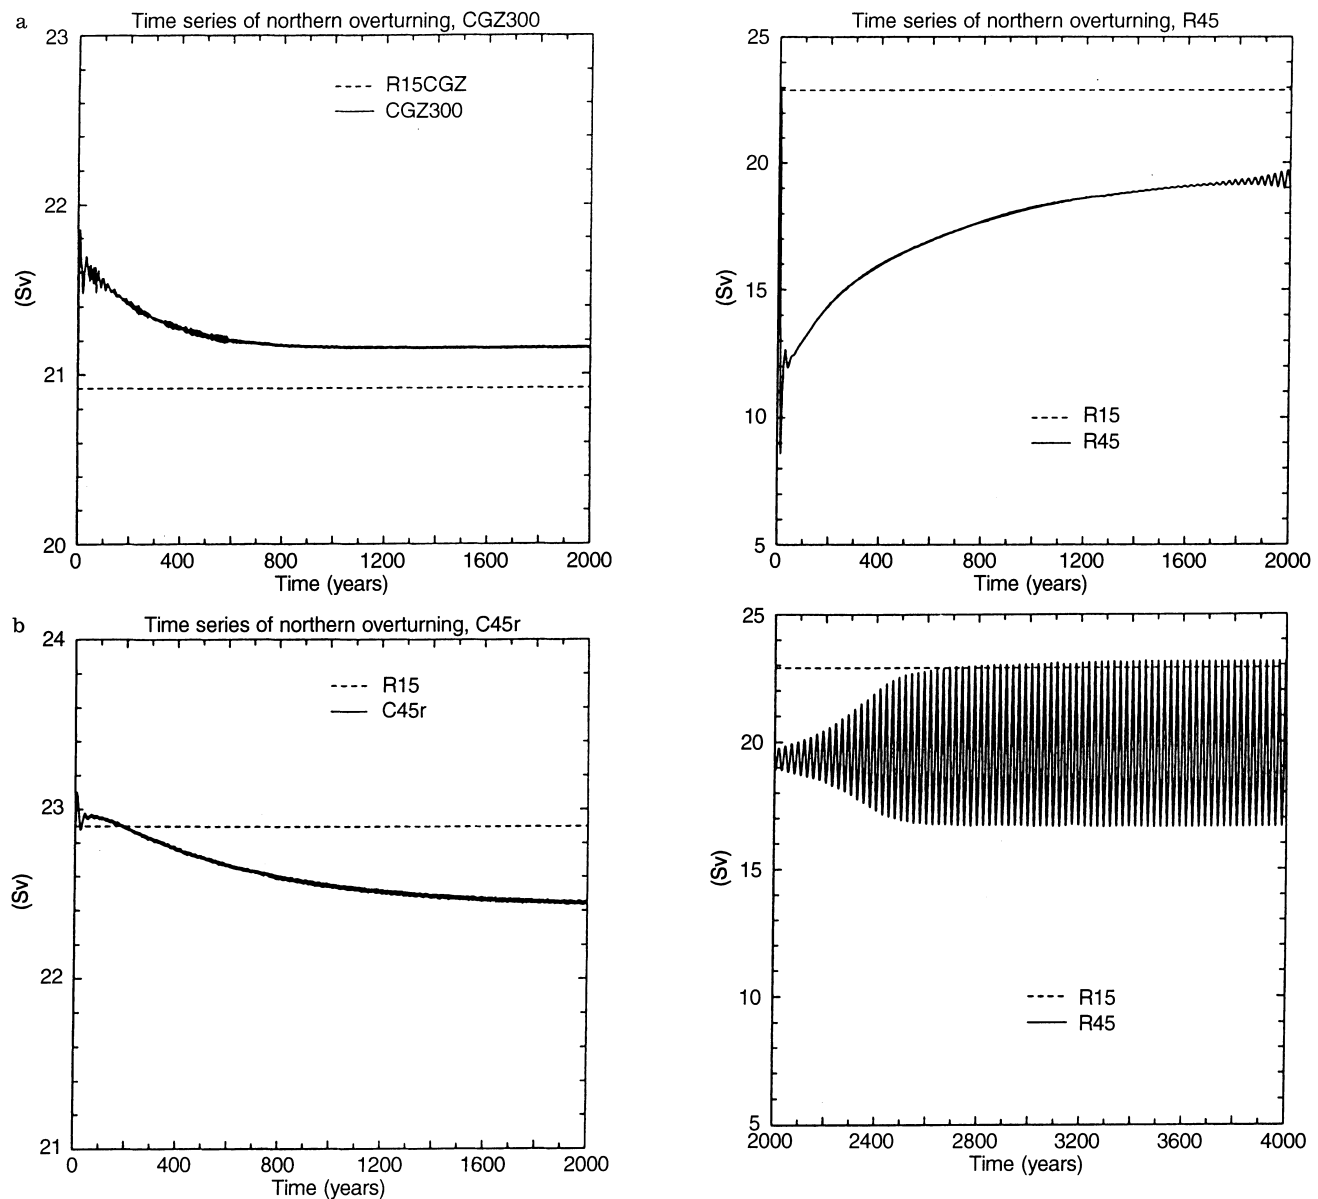 a
Time series of northern overturning, CGZ300
23
22
21
20
(Sv)
R15CGZ
CGZ300
0 400 800 1200 1600 2000
Time (years)
Time series of northern overturning, R45
25
20
15
10
5
(Sv)
R15
R45
0 400 800 1200 1600 2000
Time (years)
b
Time series of northern overturning, C45r
24
23
22
21
(Sv)
R15
C45r
0 400 800 1200 1600 2000
Time (years)
25
20
15
10
5
(Sv)
R15
R45
2000 2400 2800 3200 3600 4000
Time (years)